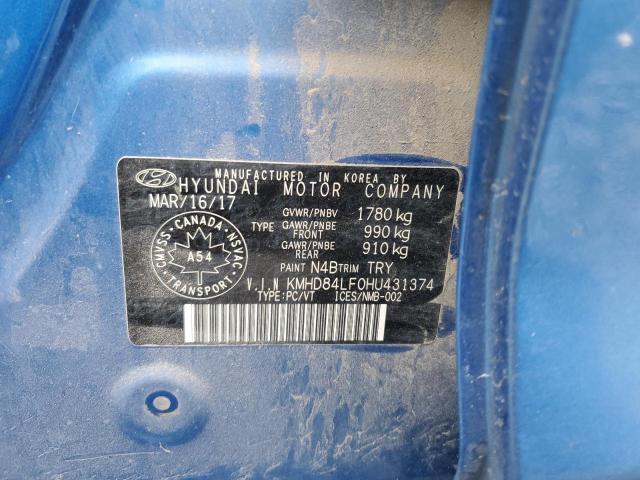 MANUFACTURED IN KOREA BY
HYUNDAI MOTOR COMPANY
MAR/16/17
GVWR/PNBV 1780 kg
TYPE GAWR/PNBE FRONT 990 kg
GAWR/PNBE REAR 910 kg
PAINT N4B TRIM TRY
V.I.N KMHD84LF0HU431374
TYPE:PC/VT ICES/NMB-002
CANADA
CMVSS NSVAC
A54
TRANSPORT